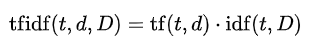 tfidf(t, d, D) = tf(t, d) · idf(t, D)